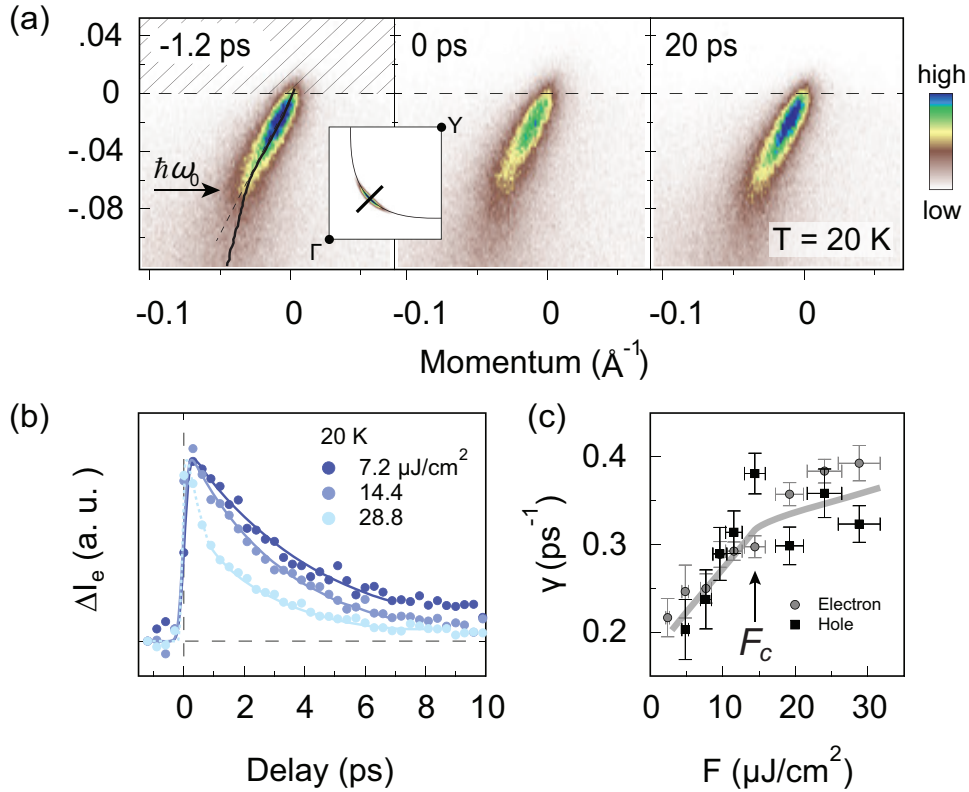 (a)
.04
0
-.04
-.08
-1.2 ps
0 ps
20 ps
high
low
ħω₀
Y
Γ
T = 20 K
-0.1 0 -0.1 0 -0.1 0
Momentum (Å⁻¹)
(b)
ΔIₑ (a. u.)
20 K
7.2 μJ/cm²
14.4
28.8
0 2 4 6 8 10
Delay (ps)
(c)
γ (ps⁻¹)
0.4
0.3
0.2
Electron
Hole
F_c
0 10 20 30
F (μJ/cm²)